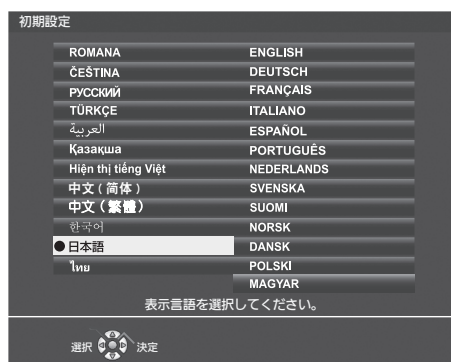 初期設定
ROMANA
ČEŠTINA
РУССКИЙ
TÜRKÇE
العربية
Қазақша
Hiện thị tiếng Việt
中文 ( 简体 )
中文 ( 繁體 )
한국어
日本語
ไทย
ENGLISH
DEUTSCH
FRANÇAIS
ITALIANO
ESPAÑOL
PORTUGUÊS
NEDERLANDS
SVENSKA
SUOMI
NORSK
DANSK
POLSKI
MAGYAR
表示言語を選択してください。
選択 決定